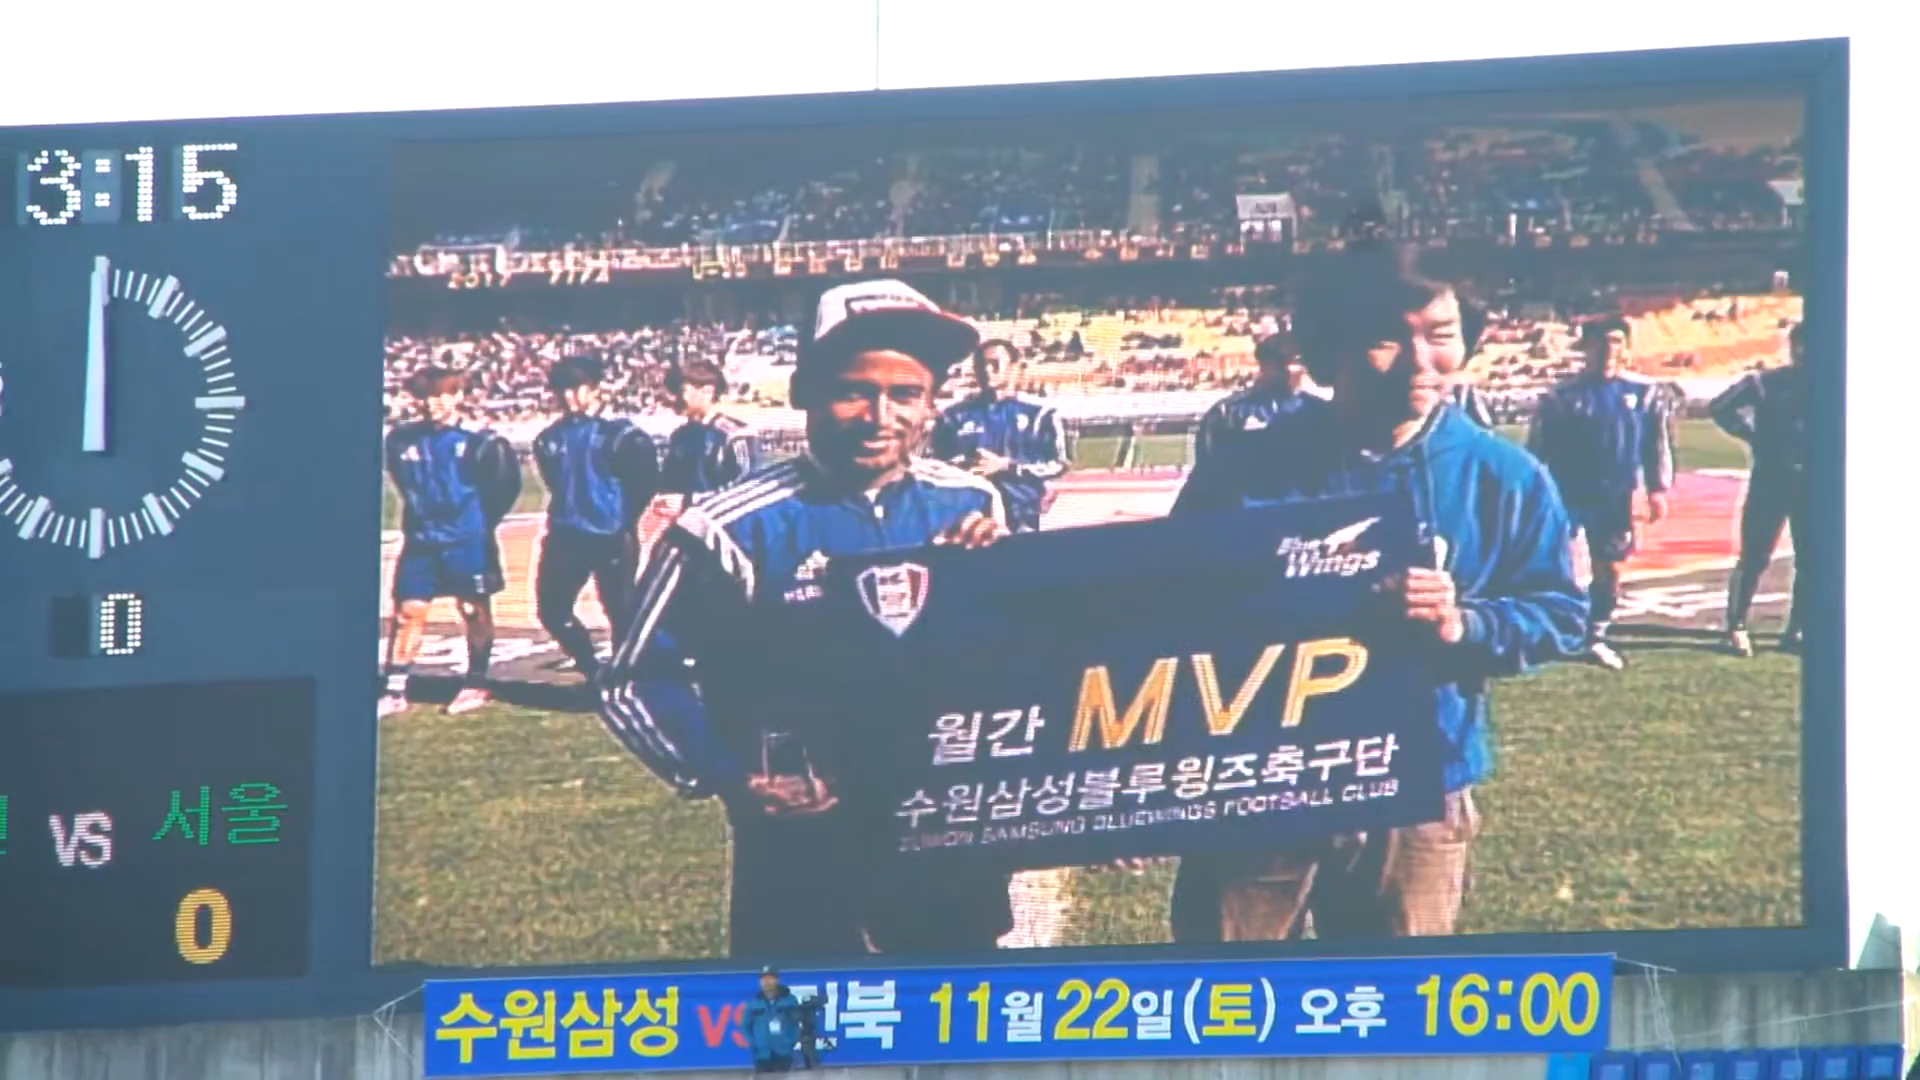 3:15
0
VS 서울
0
Blue Wings
월간 MVP
수원삼성블루윙즈축구단
SUWON SAMSUNG BLUEWINGS FOOTBALL CLUB
수원삼성 vs 북 11월 22일(토) 오후 16:00